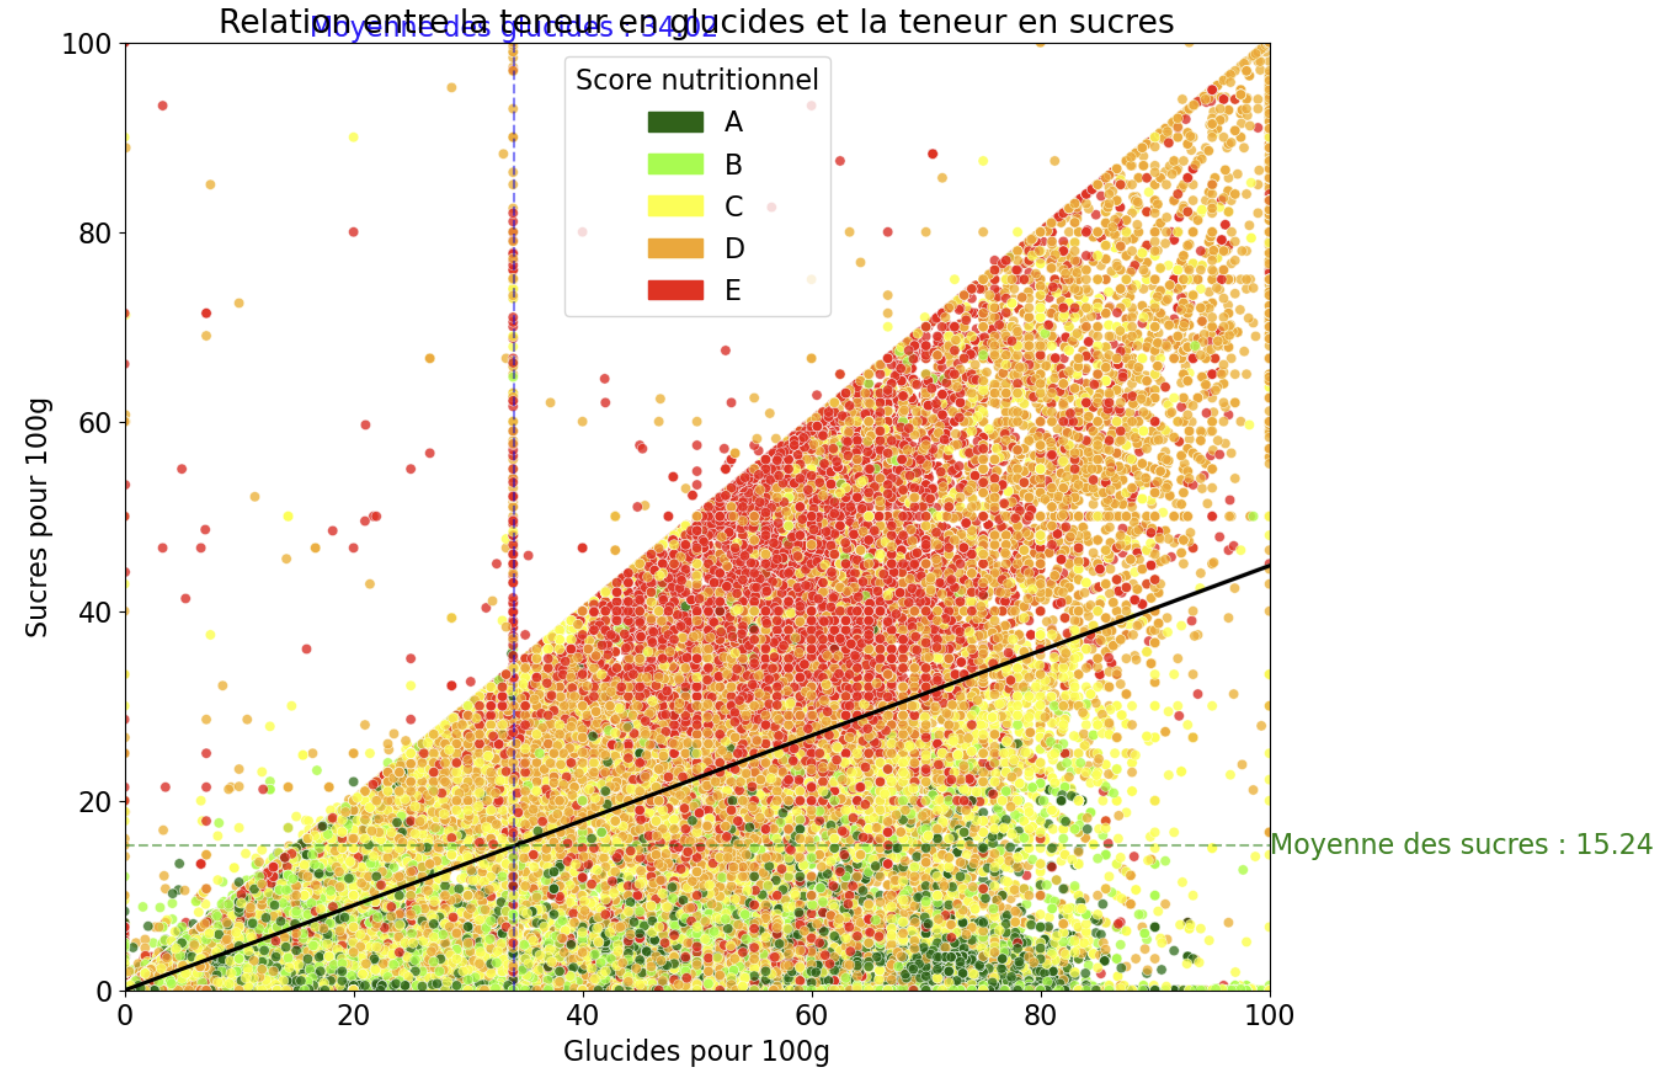 Relation entre la teneur en glucides et la teneur en sucres
Moyenne des glucides : 34.02
Score nutritionnel
A
B
C
D
E
Sucres pour 100g
100
80
60
40
20
0
Moyenne des sucres : 15.24
0 20 40 60 80 100
Glucides pour 100g